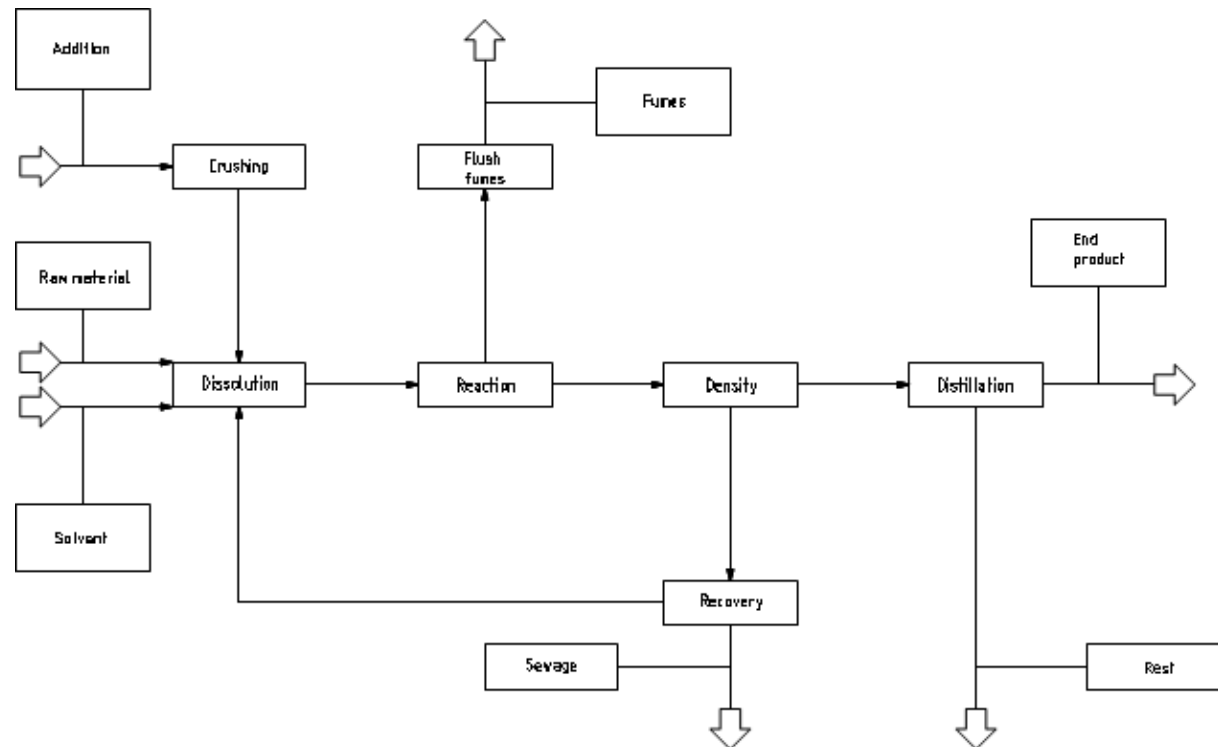 Addition
Fumes
Crushing
Flush
fumes
End
product
Raw material
Dissolution
Reaction
Density
Distillation
Solvent
Recovery
Sewage
Rest